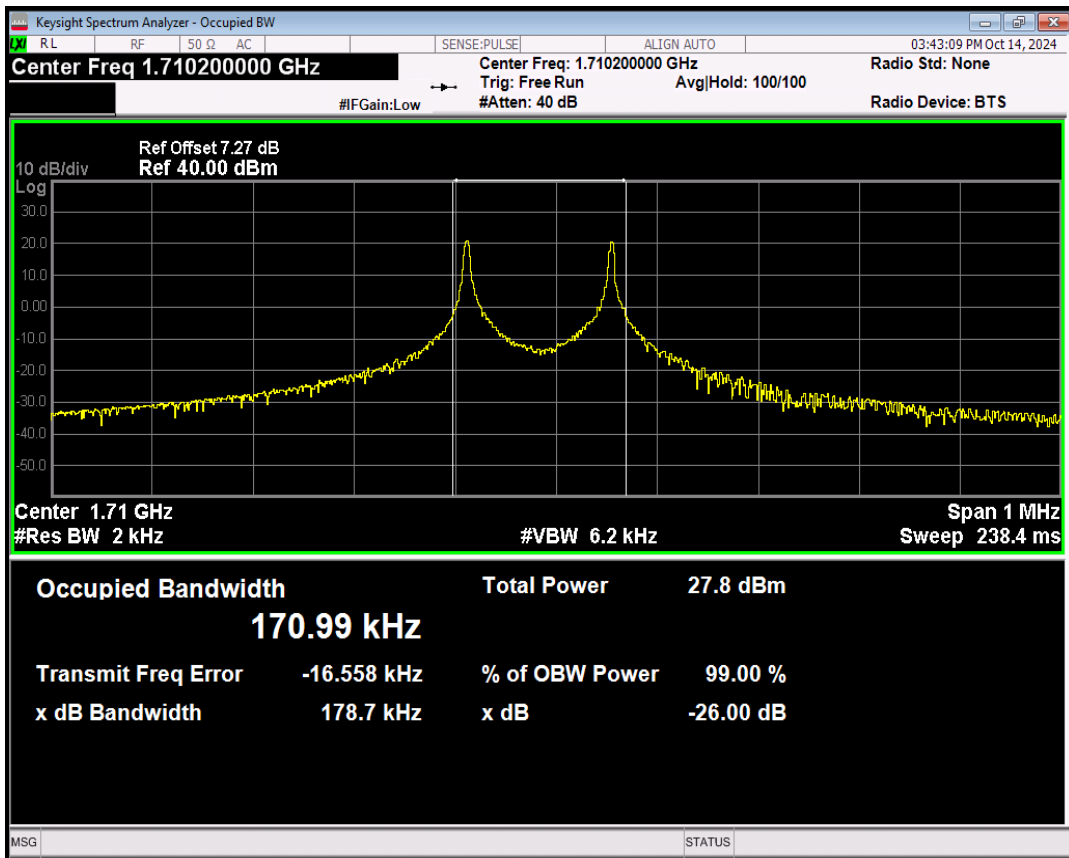 Keysight Spectrum Analyzer - Occupied BW
LXI RL RF 50 Ω AC SENSE:PULSE ALIGN AUTO 03:43:09 PM Oct 14, 2024
Center Freq 1.710200000 GHz Center Freq: 1.710200000 GHz Radio Std: None
Trig: Free Run Avg|Hold: 100/100
#IFGain:Low #Atten: 40 dB Radio Device: BTS
Ref Offset 7.27 dB
10 dB/div Ref 40.00 dBm
Log
30.0
20.0
10.0
0.00
-10.0
-20.0
-30.0
-40.0
-50.0
Center 1.71 GHz Span 1 MHz
#Res BW 2 kHz #VBW 6.2 kHz Sweep 238.4 ms
Occupied Bandwidth Total Power 27.8 dBm
170.99 kHz
Transmit Freq Error -16.558 kHz % of OBW Power 99.00 %
x dB Bandwidth 178.7 kHz x dB -26.00 dB
MSG STATUS